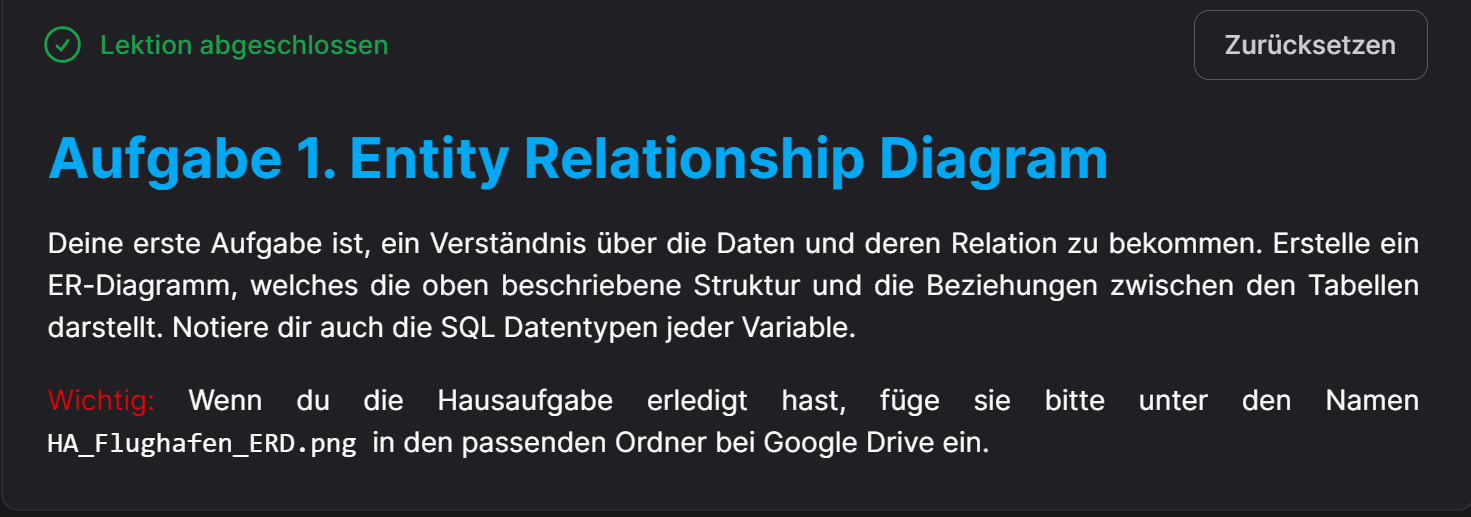 Lektion abgeschlossen
Zurücksetzen
Aufgabe 1. Entity Relationship Diagram
Deine erste Aufgabe ist, ein Verständnis über die Daten und deren Relation zu bekommen. Erstelle ein
ER-Diagramm, welches die oben beschriebene Struktur und die Beziehungen zwischen den Tabellen
darstellt. Notiere dir auch die SQL Datentypen jeder Variable.
Wichtig: Wenn du die Hausaufgabe erledigt hast, füge sie bitte unter den Namen
HA_Flughafen_ERD.png in den passenden Ordner bei Google Drive ein.